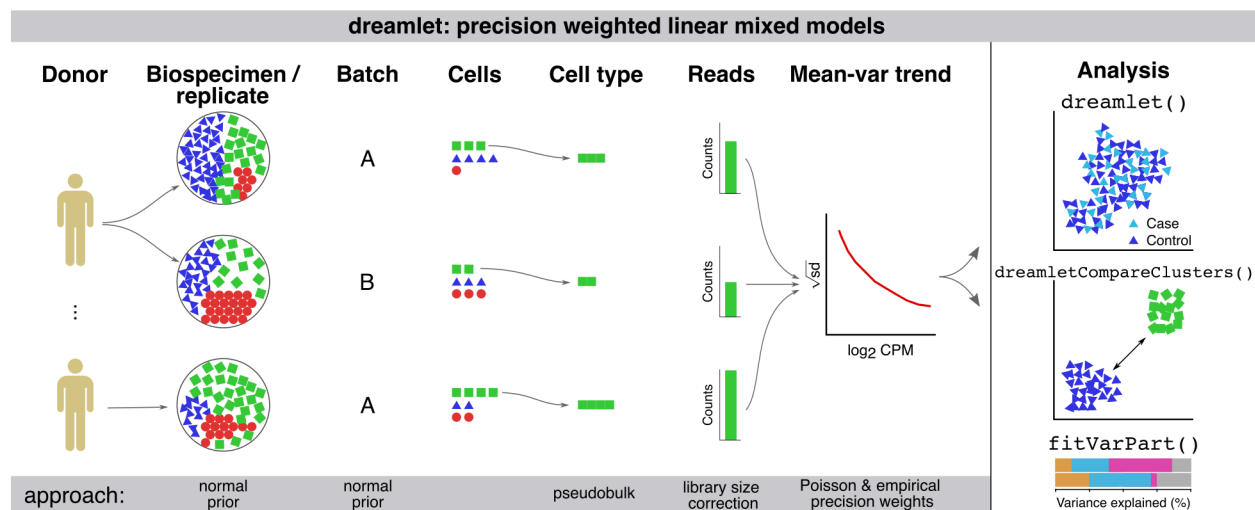 dreamlet: precision weighted linear mixed models
Donor
Biospecimen /
replicate
Batch
Cells
Cell type
Reads
Mean-var trend
Analysis
dreamlet()
A
Counts
Case
Control
B
Counts
√sd
log2 CPM
dreamletCompareClusters()
...
A
Counts
fitVarPart()
Variance explained (%)
approach:
normal
prior
normal
prior
pseudobulk
library size
correction
Poisson & empirical
precision weights